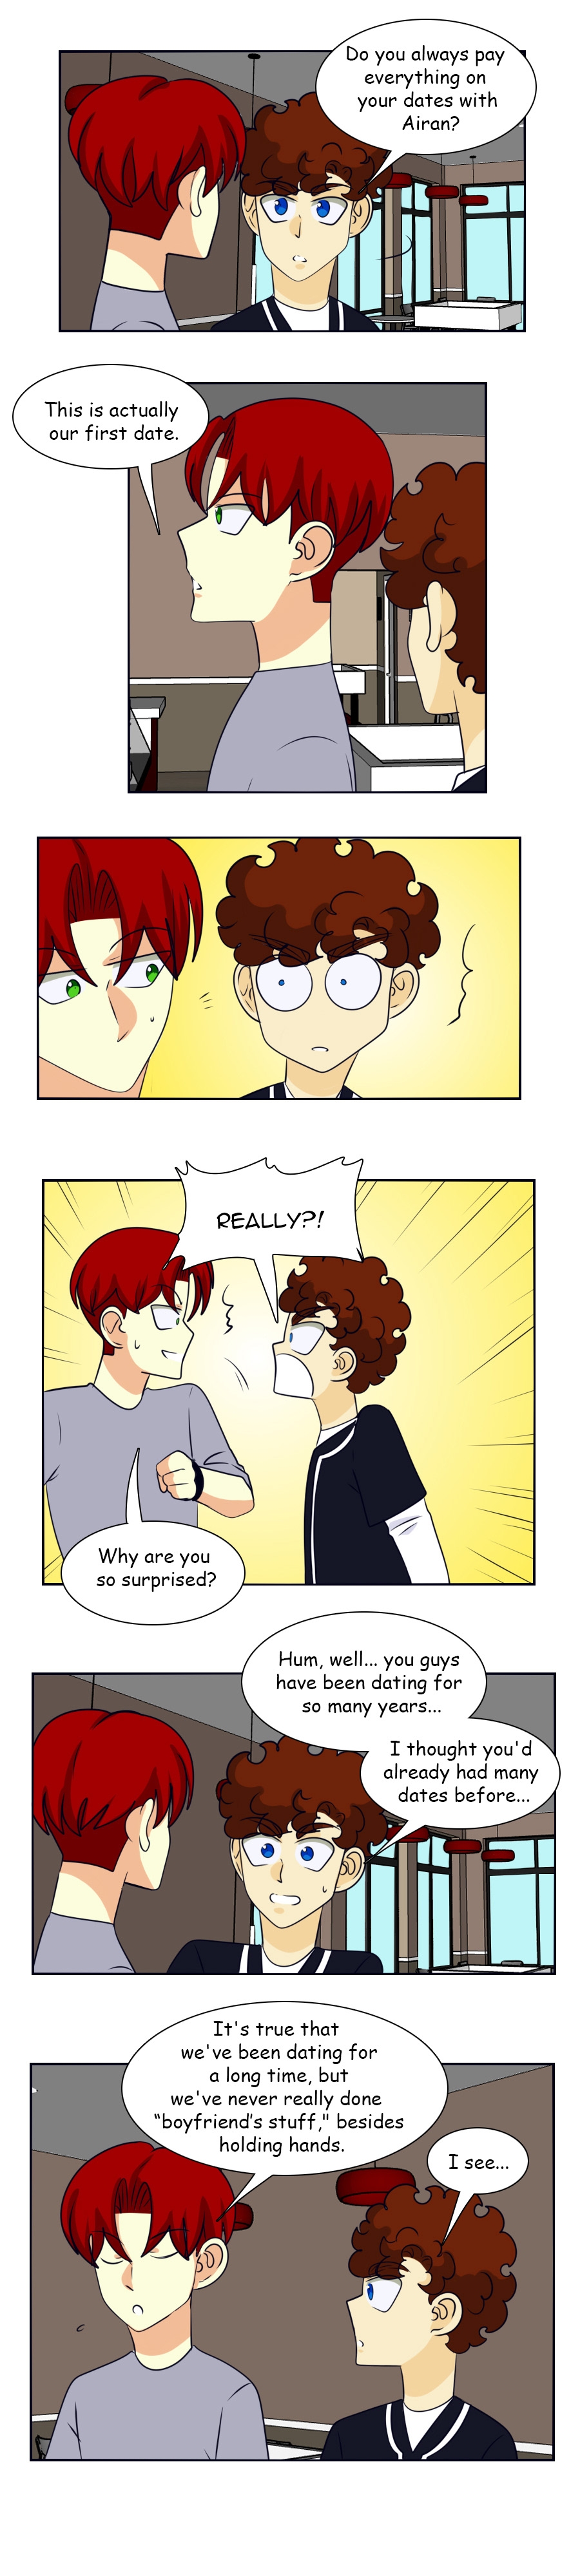 Do you always pay
everything on
your dates with
Airan?
This is actually
our first date.
REALLY?!
Why are you
so surprised?
Hum, well... you guys
have been dating for
so many years...
I thought you'd
already had many
dates before...
It's true that
we've been dating for
a long time, but
we've never really done
“boyfriend’s stuff," besides
holding hands.
I see...